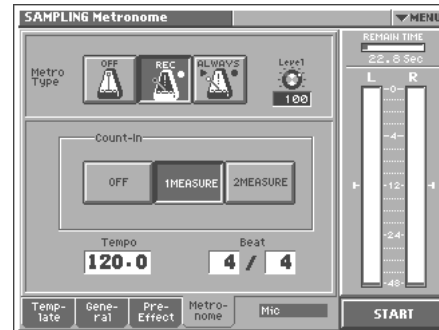 SAMPLING Metronome
▼MENU
REMAIN TIME
22.8 Sec
Metro
Type
OFF
REC
ALWAYS
Level
100
L R
-0-
-4-
-12-
-24-
-48-
Count-In
OFF
1MEASURE
2MEASURE
Tempo
120.0
Beat
4 / 4
Temp-
late
Gene-
ral
Pre-
Effect
Metro-
nome
Mic
START